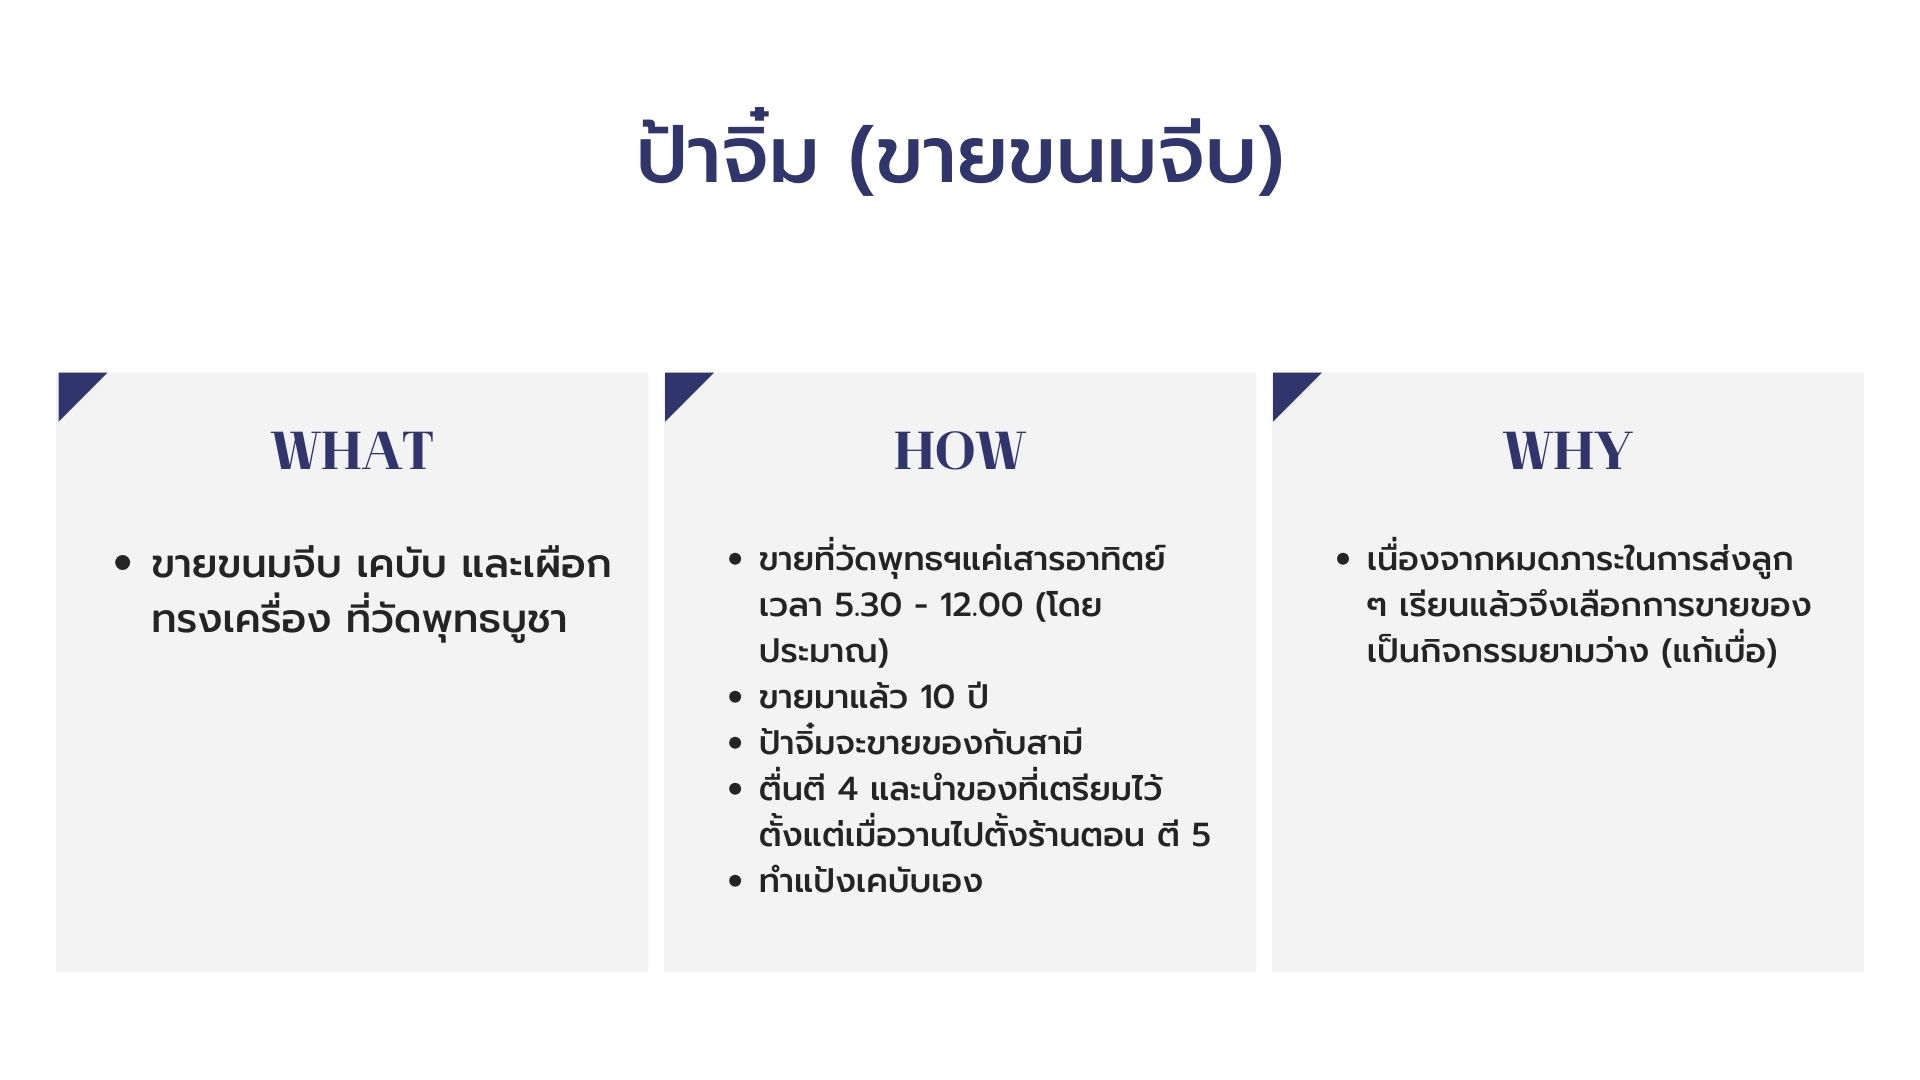 ป้าจิ๋ม (ขายขนมจีบ)
WHAT
• ขายขนมจีบ เคบับ และเผือก
ทรงเครื่อง ที่วัดพุทธบูชา
HOW
• ขายที่วัดพุทธฯแค่เสารอาทิตย์
เวลา 5.30 - 12.00 (โดย
ประมาณ)
• ขายมาแล้ว 10 ปี
• ป้าจิ๋มจะขายของกับสามี
• ตื่นตี 4 และนำของที่เตรียมไว้
ตั้งแต่เมื่อวานไปตั้งร้านตอน ตี 5
• ทำแป้งเคบับเอง
WHY
• เนื่องจากหมดภาระในการส่งลูก
ๆ เรียนแล้วจึงเลือกการขายของ
เป็นกิจกรรมยามว่าง (แก้เบื่อ)